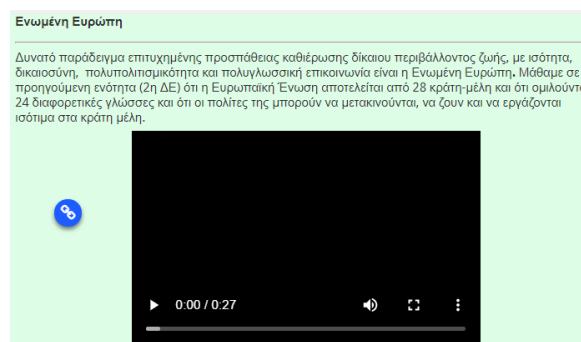 Ενωμένη Ευρώπη
Δυνατό παράδειγμα επιτυχημένης προσπάθειας καθιέρωσης δίκαιου περιβάλλοντος ζωής, με ισότητα,
δικαιοσύνη, πολυπολιτισμικότητα και πολυγλωσσική επικοινωνία είναι η Ενωμένη Ευρώπη. Μάθαμε σε
προηγούμενη ενότητα (2η ΔΕ) ότι η Ευρωπαϊκή Ένωση αποτελείται από 28 κράτη-μέλη και ότι ομιλούντ
24 διαφορετικές γλώσσες και ότι οι πολίτες της μπορούν να μετακινούνται, να ζουν και να εργάζονται
ισότιμα στα κράτη μέλη.
0:00 / 0:27